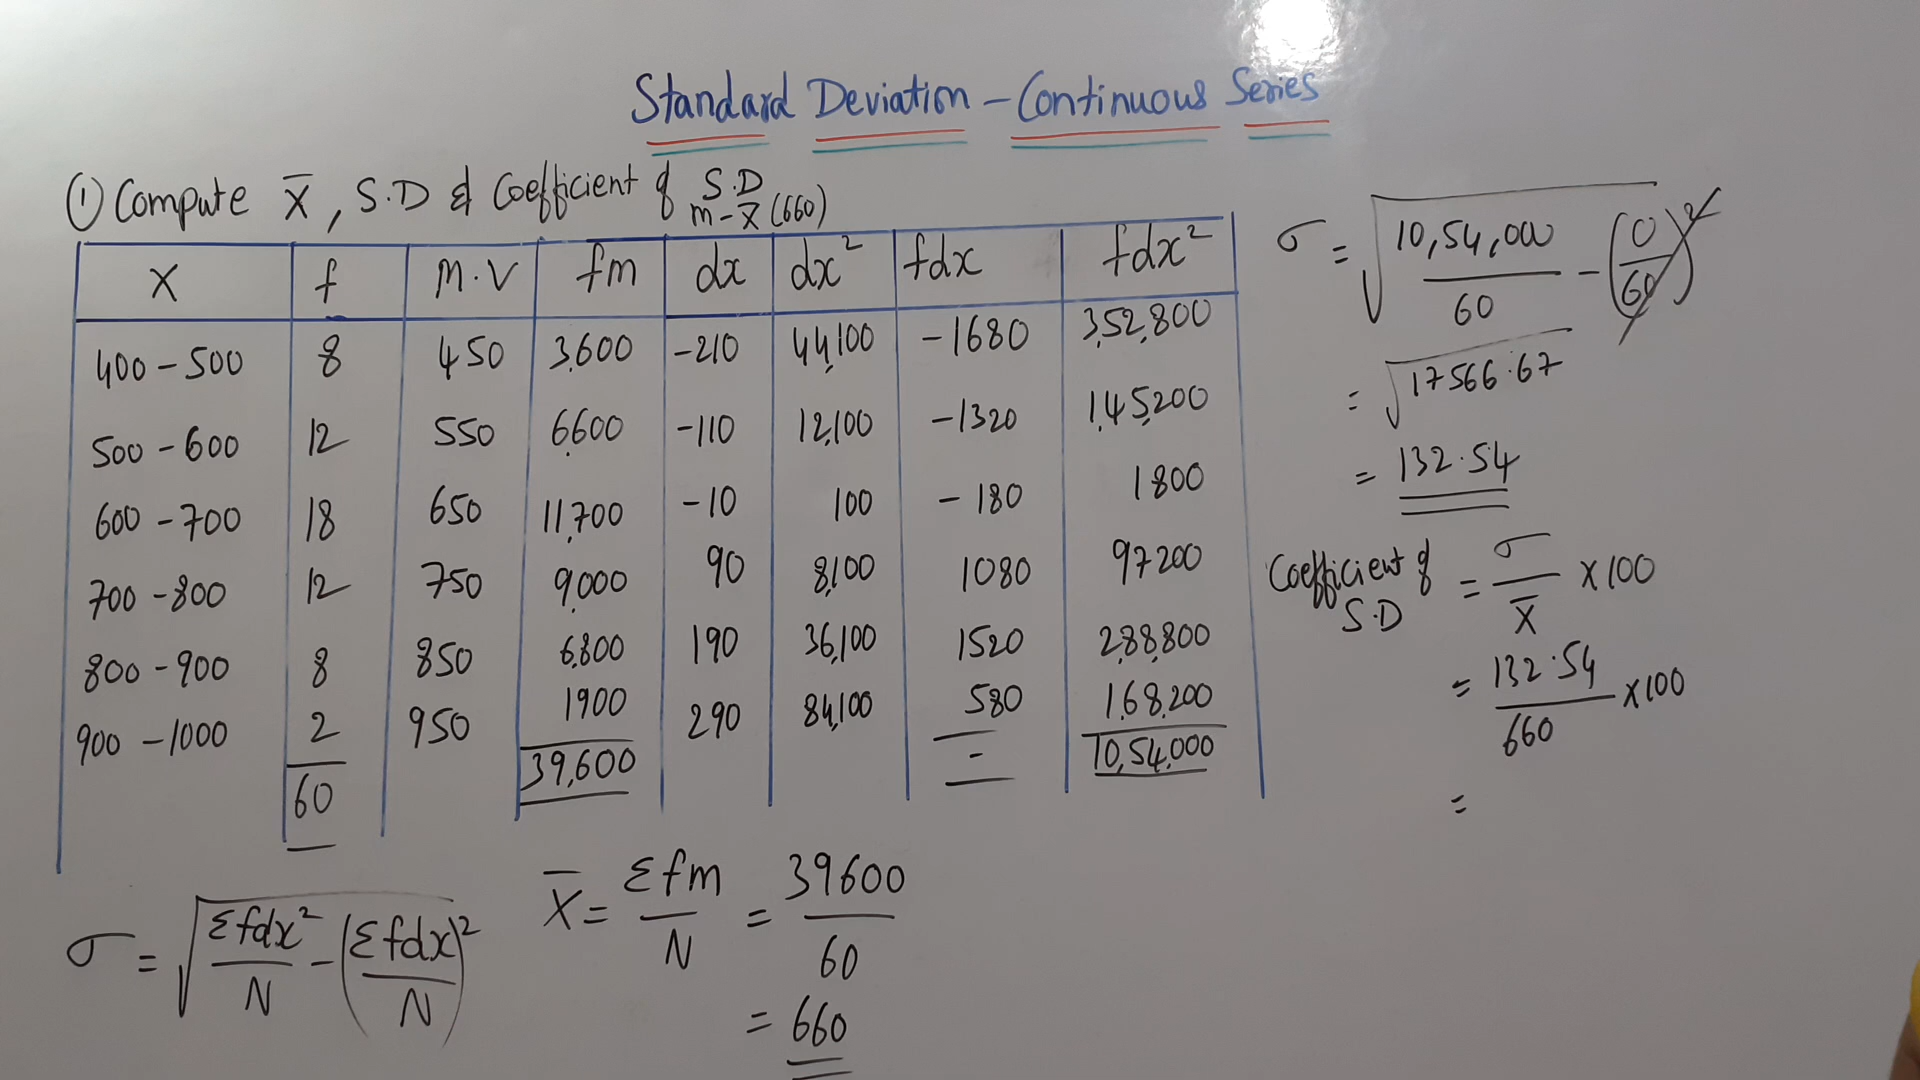 Standard Deviation - Continuous Series
① Compute X̅, S.D & Coefficient of S.D
m - X̅ (660)
X f M.V fm dx dx² fdx fdx²
400 - 500 8 450 3,600 -210 44,100 -1680 3,52,800
500 - 600 12 550 6,600 -110 12,100 -1320 1,45,200
600 - 700 18 650 11,700 -10 100 -180 1800
700 - 800 12 750 9,000 90 8,100 1080 97200
800 - 900 8 850 6,800 190 36,100 1520 2,88,800
900 - 1000 2 950 1900 290 84,100 580 1,68,200
60 39,600 - 10,54,000
σ = √(Σfdx²/N - (Σfdx/N)²)
X̅ = Σfm/N = 39600/60
= 660
σ = √(10,54,000/60 - (0/60)²)
= √17566.67
= 132.54
Coefficient of S.D = σ/X̅ × 100
= 132.54/660 × 100
=